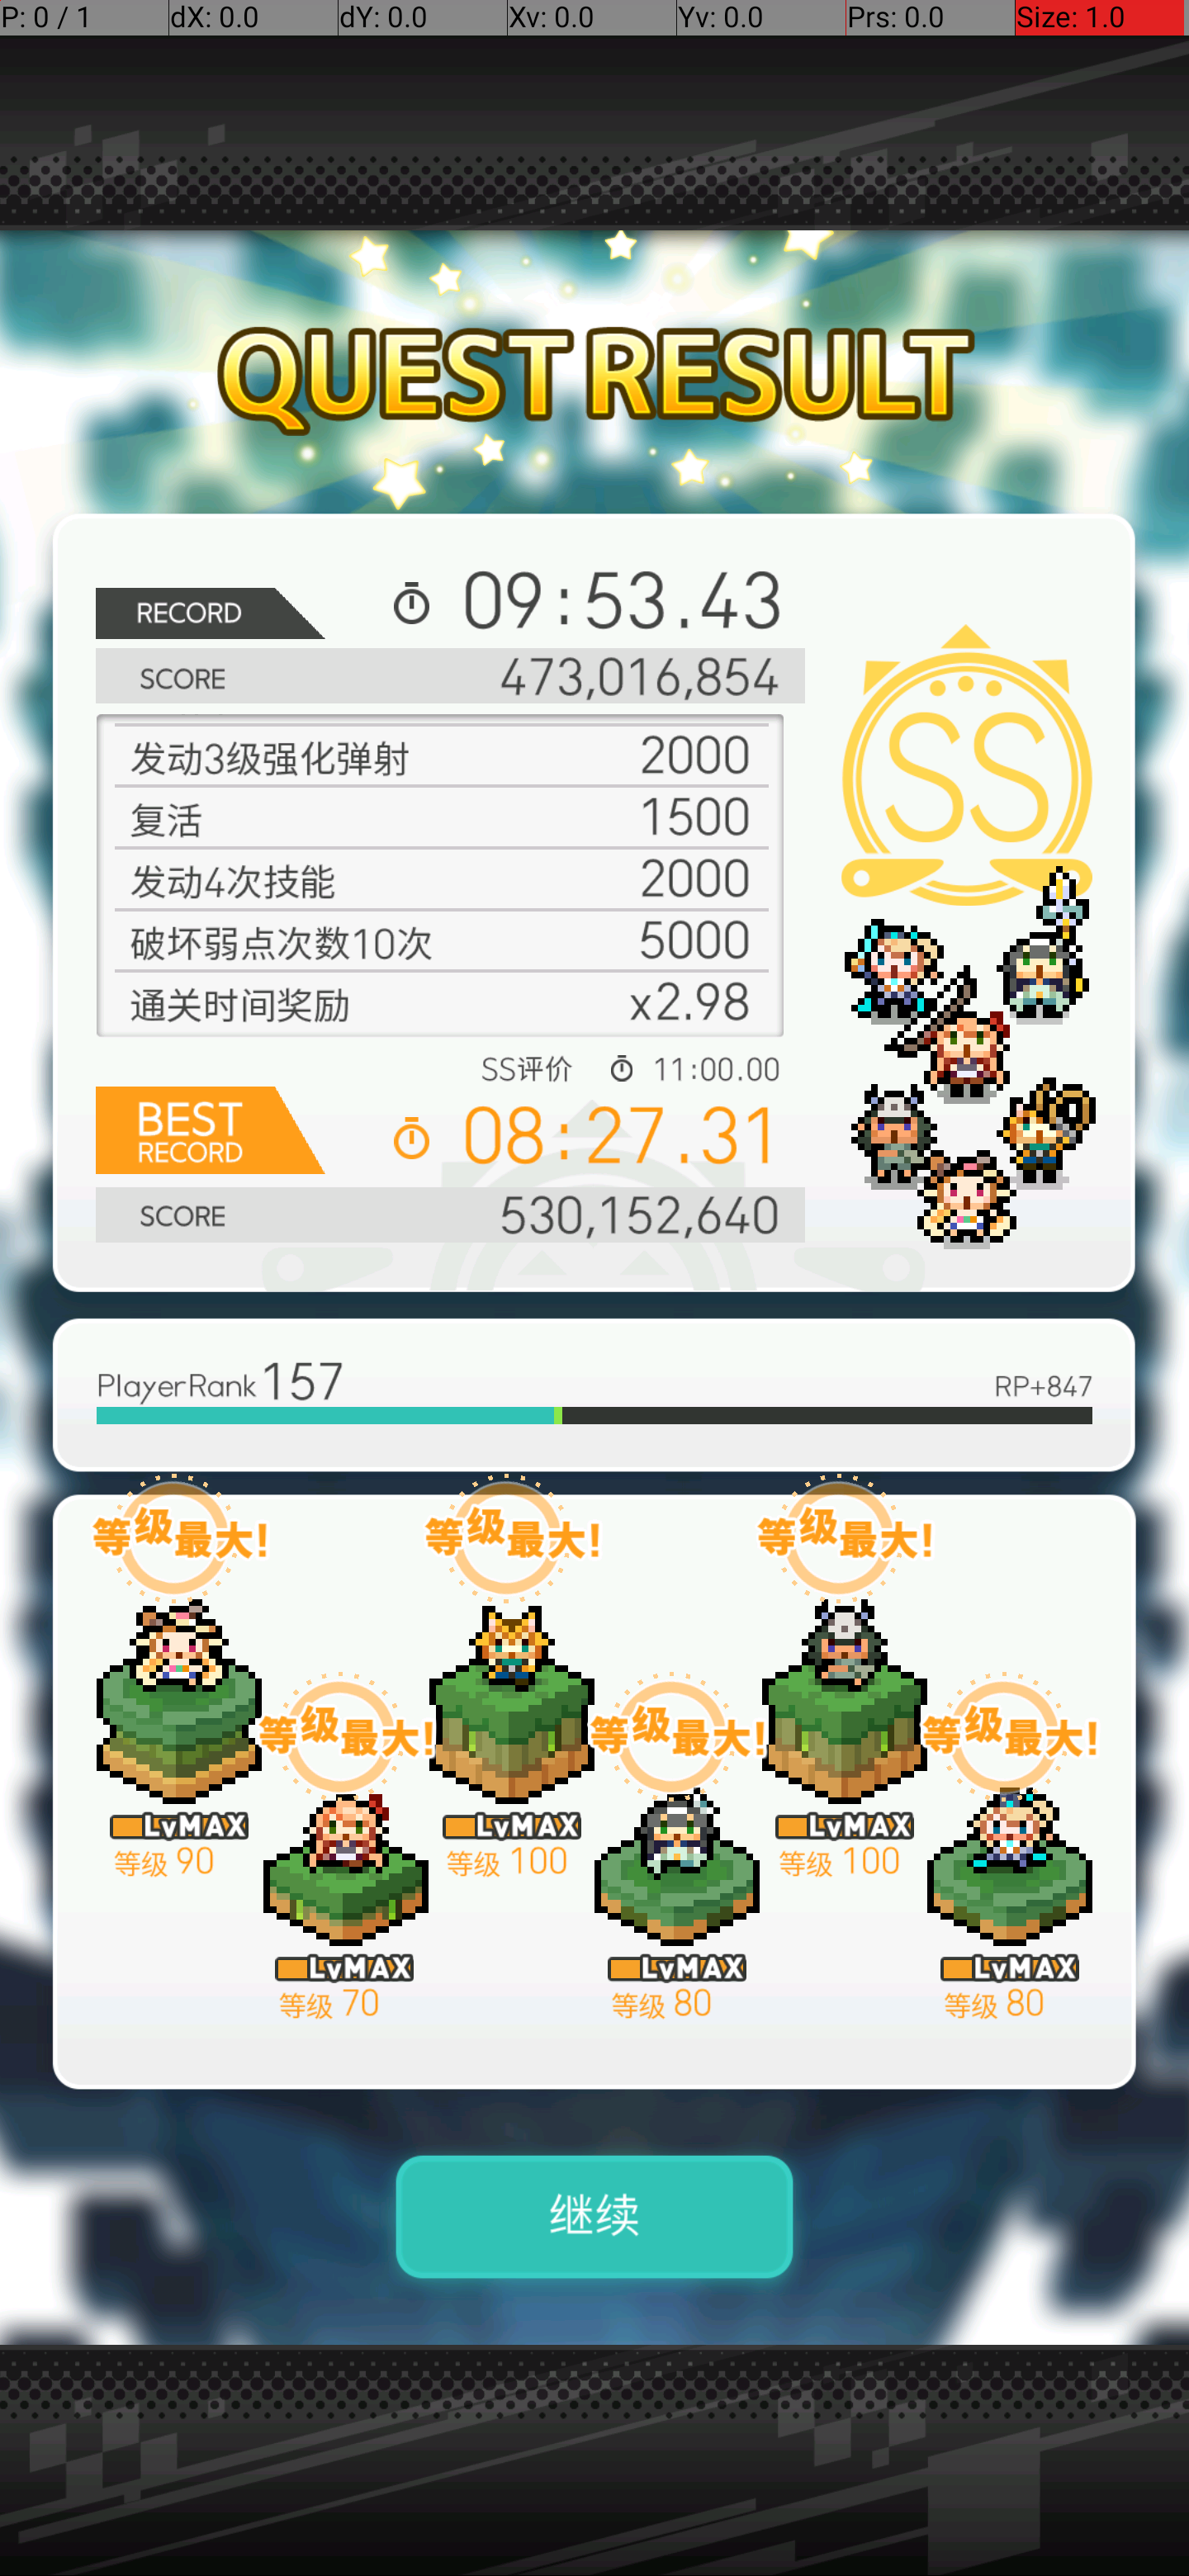 P: 0 / 1 dX: 0.0 dY: 0.0 Xv: 0.0 Yv: 0.0 Prs: 0.0 Size: 1.0
QUEST RESULT
RECORD 09:53.43
SCORE 473,016,854
SS
发动3级强化弹射 2000
复活 1500
发动4次技能 2000
破坏弱点次数10次 5000
通关时间奖励 x2.98
SS评价 11:00.00
BEST RECORD 08:27.31
SCORE 530,152,640
PlayerRank 157 RP+847
等级最大! 等级最大! 等级最大!
等级最大! 等级最大! 等级最大!
LvMAX LvMAX LvMAX
等级 90 等级 100 等级 100
LvMAX LvMAX LvMAX
等级 70 等级 80 等级 80
继续